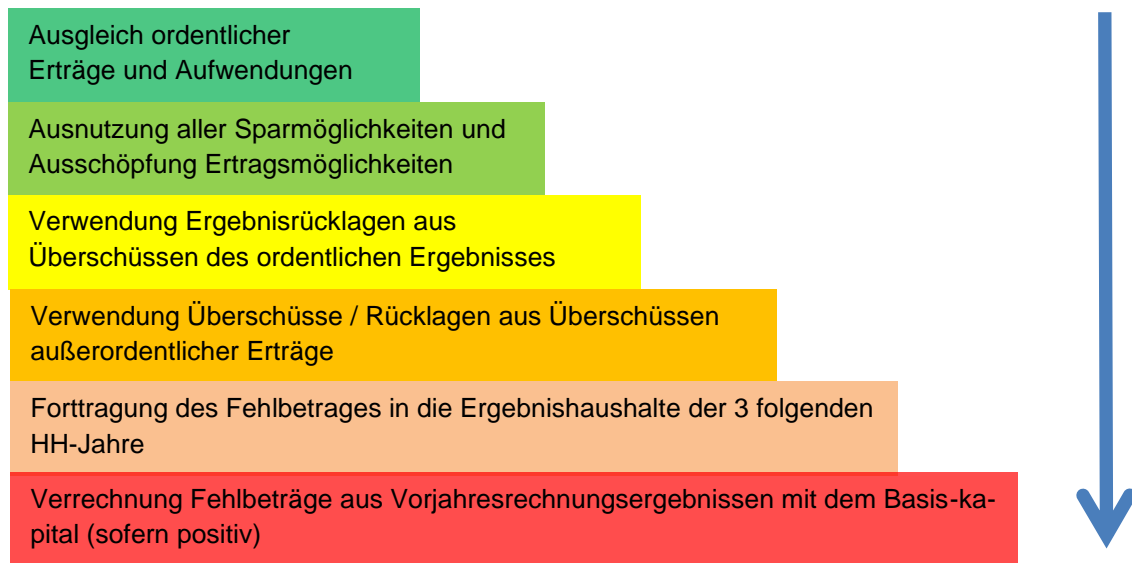 Ausgleich ordentlicher
Erträge und Aufwendungen
Ausnutzung aller Sparmöglichkeiten und
Ausschöpfung Ertragsmöglichkeiten
Verwendung Ergebnisrücklagen aus
Überschüssen des ordentlichen Ergebnisses
Verwendung Überschüsse / Rücklagen aus Überschüssen
außerordentlicher Erträge
Forttragung des Fehlbetrages in die Ergebnishaushalte der 3 folgenden
HH-Jahre
Verrechnung Fehlbeträge aus Vorjahresrechnungsergebnissen mit dem Basis-ka-
pital (sofern positiv)